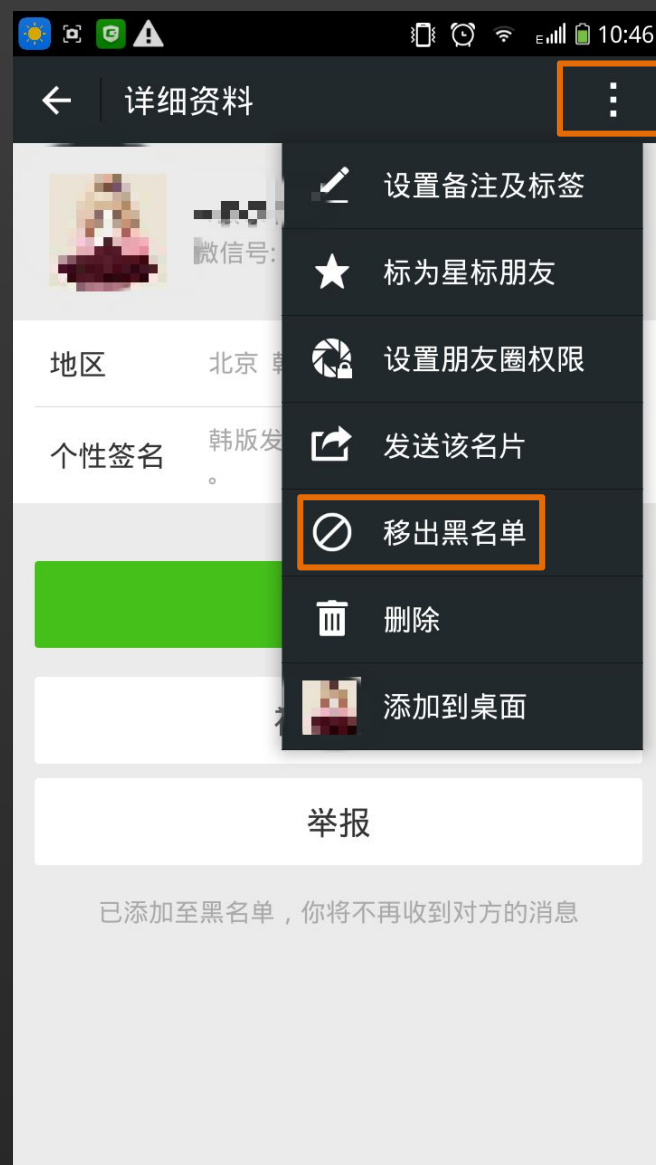 E 10:46
详细资料
设置备注及标签
微信号:
标为星标朋友
地区
北京
设置朋友圈权限
个性签名
韩版发
。
发送该名片
移出黑名单
删除
添加到桌面
举报
已添加至黑名单，你将不再收到对方的消息